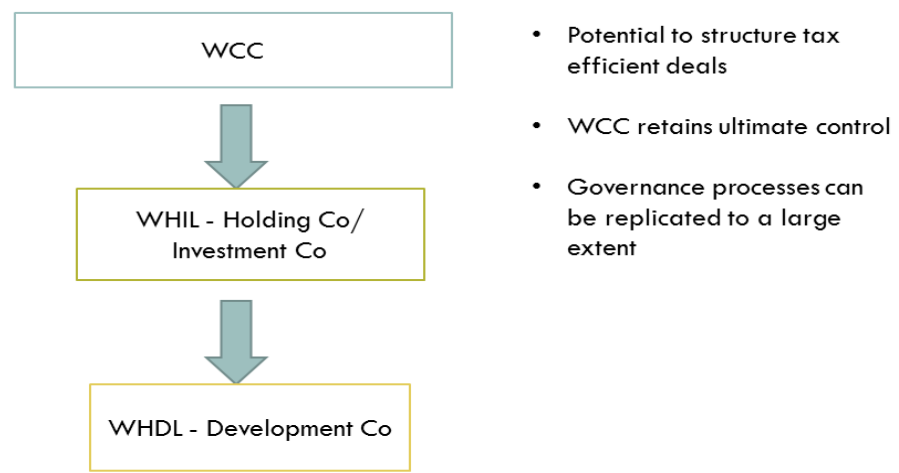 WCC
WHIL - Holding Co/
Investment Co
WHDL - Development Co
• Potential to structure tax
efficient deals
• WCC retains ultimate control
• Governance processes can
be replicated to a large
extent